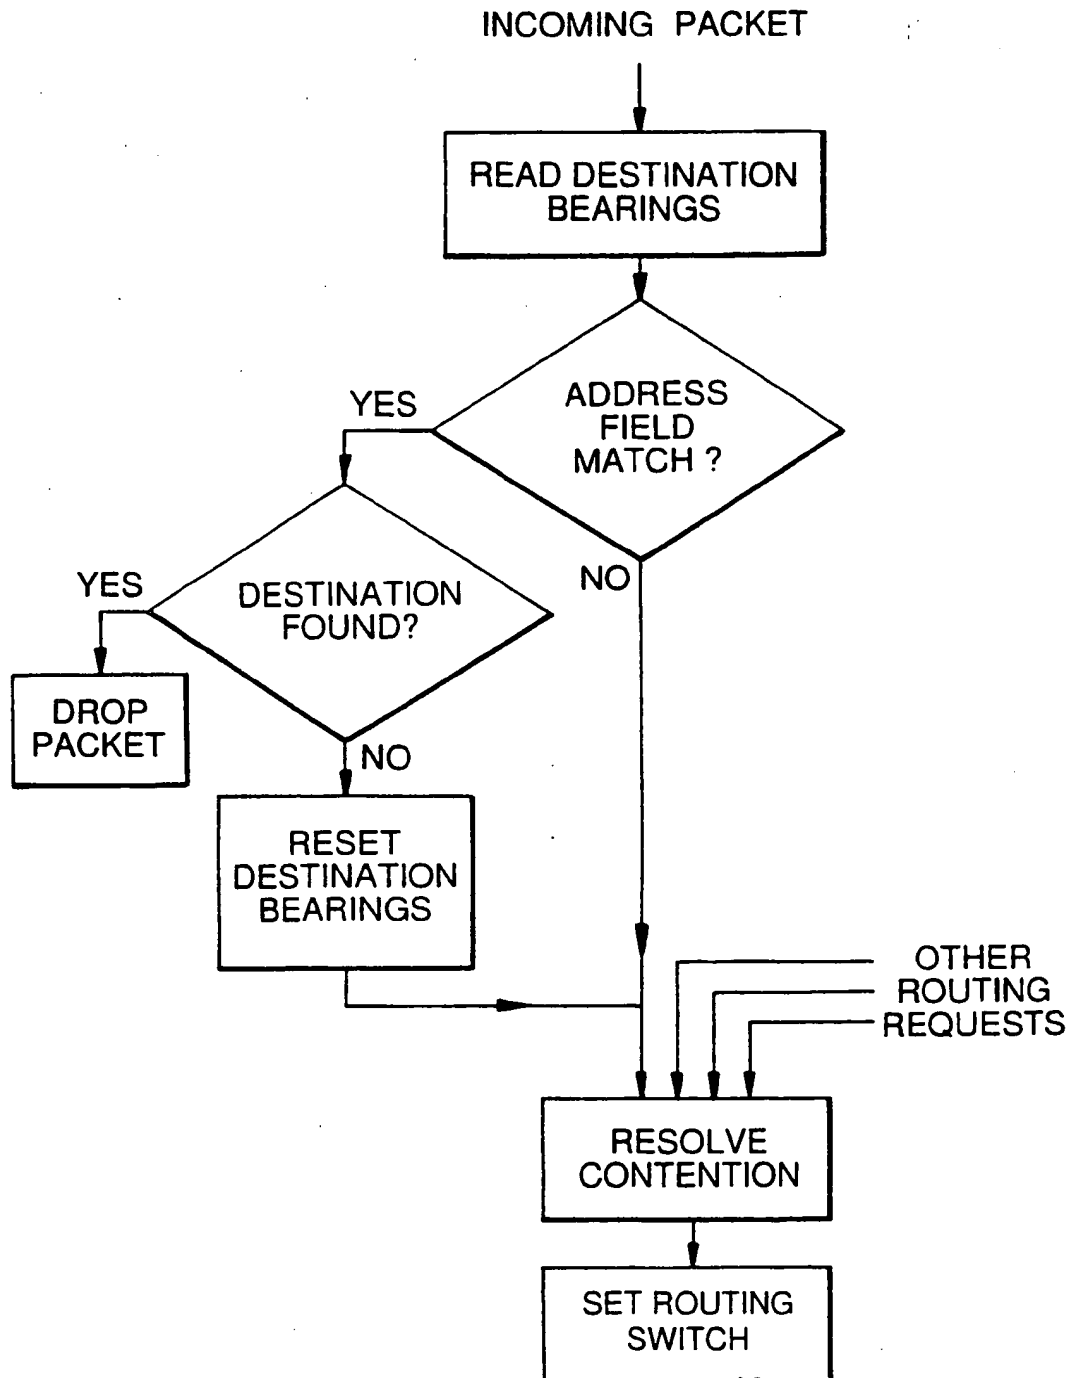 INCOMING PACKET
READ DESTINATION
BEARINGS
ADDRESS
FIELD
MATCH ?
YES
NO
DESTINATION
FOUND?
YES
DROP
PACKET
NO
RESET
DESTINATION
BEARINGS
OTHER
ROUTING
REQUESTS
RESOLVE
CONTENTION
SET ROUTING
SWITCH